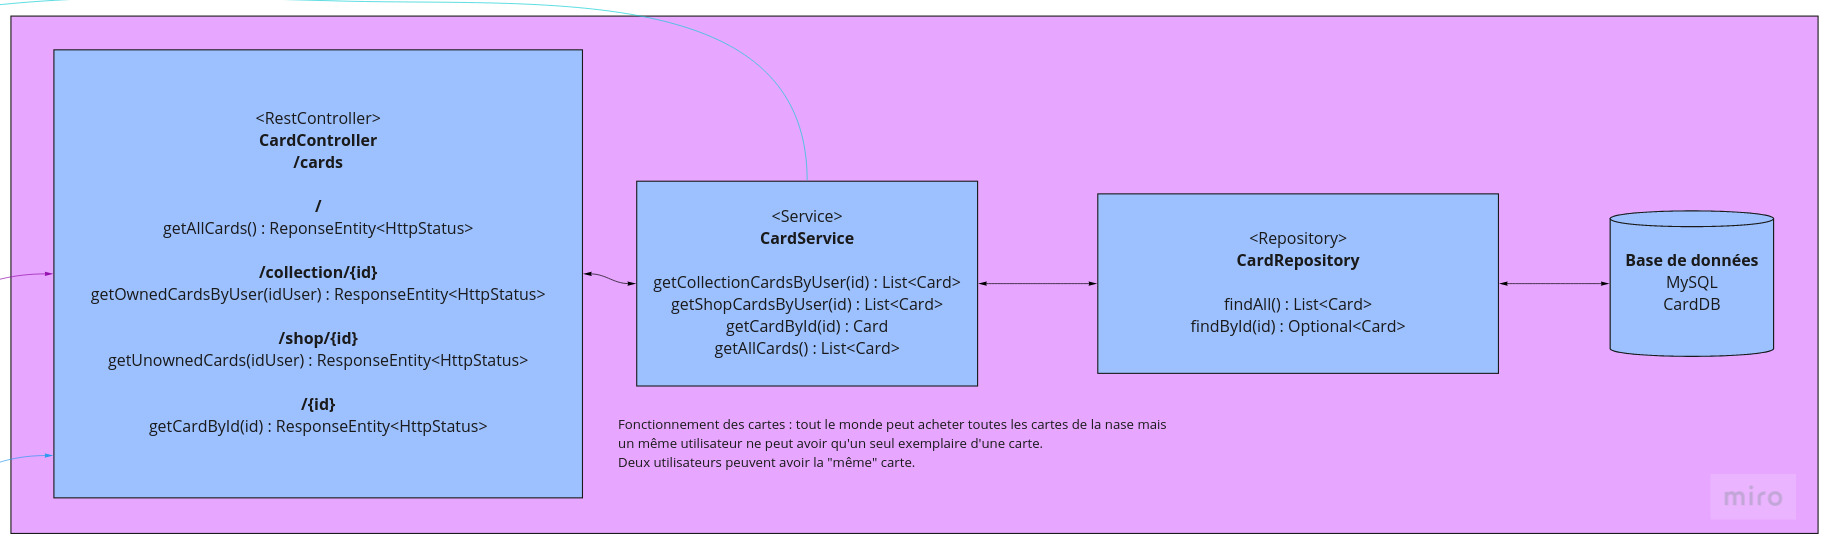 <RestController>
CardController
/cards
/
getAllCards() : ReponseEntity<HttpStatus>
/collection/{id}
getOwnedCardsByUser(idUser) : ResponseEntity<HttpStatus>
/shop/{id}
getUnownedCards(idUser) : ResponseEntity<HttpStatus>
/{id}
getCardById(id) : ResponseEntity<HttpStatus>
<Service>
CardService
getCollectionCardsByUser(id) : List<Card>
getShopCardsByUser(id) : List<Card>
getCardById(id) : Card
getAllCards() : List<Card>
<Repository>
CardRepository
findAll() : List<Card>
findById(id) : Optional<Card>
Base de données
MySQL
CardDB
Fonctionnement des cartes : tout le monde peut acheter toutes les cartes de la nase mais
un même utilisateur ne peut avoir qu'un seul exemplaire d'une carte.
Deux utilisateurs peuvent avoir la "même" carte.
miro